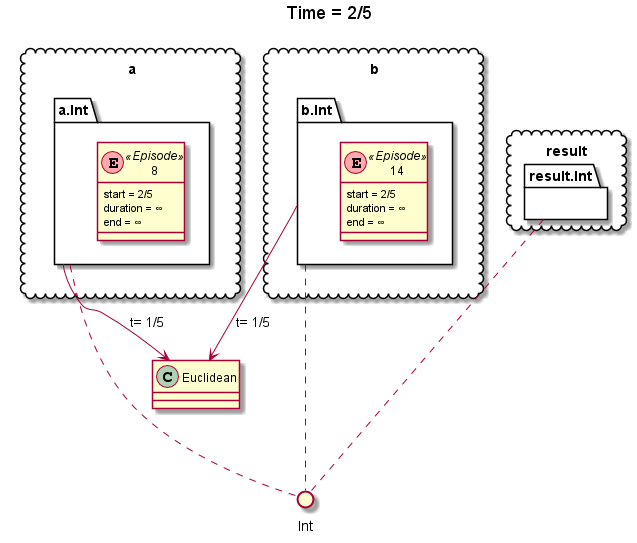 Time = 2/5
a
a.Int
E
«Episode»
8
start = 2/5
duration = ∞
end = ∞
b
b.Int
E
«Episode»
14
start = 2/5
duration = ∞
end = ∞
result
result.Int
t= 1/5
t= 1/5
C
Euclidean
Int